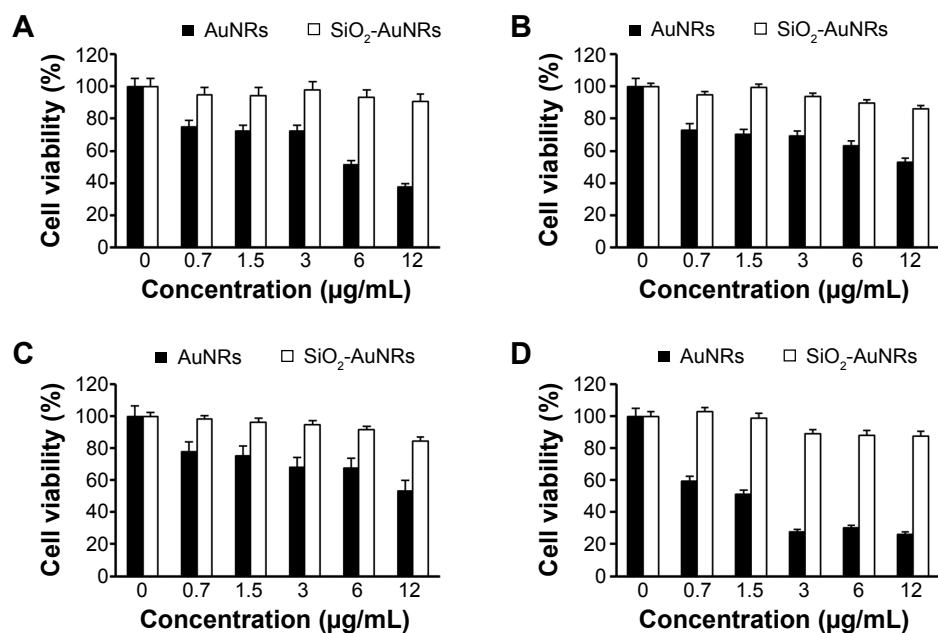 A
AuNRs
SiO₂-AuNRs
Cell viability (%)
120
100
80
60
40
20
0
0 0.7 1.5 3 6 12
Concentration (µg/mL)
B
AuNRs
SiO₂-AuNRs
Cell viability (%)
120
100
80
60
40
20
0
0 0.7 1.5 3 6 12
Concentration (µg/mL)
C
AuNRs
SiO₂-AuNRs
Cell viability (%)
120
100
80
60
40
20
0
0 0.7 1.5 3 6 12
Concentration (µg/mL)
D
AuNRs
SiO₂-AuNRs
Cell viability (%)
120
100
80
60
40
20
0
0 0.7 1.5 3 6 12
Concentration (µg/mL)